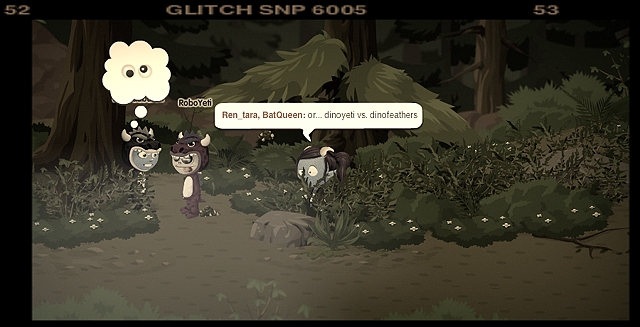 52 GLITCH SNP 6005 53
RoboYeti
Ren_tara, BatQueen: or... dinoyeti vs. dinofeathers